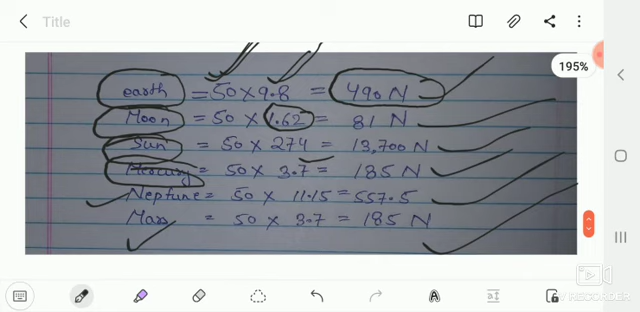 Title
195%
earth = 50 × 9.8 = 490 N
Moon = 50 × 1.62 = 81 N
Sun = 50 × 274 = 13,700 N
Mercury = 50 × 3.7 = 185 N
Neptune = 50 × 11.15 = 557.5
Mars = 50 × 3.7 = 185 N